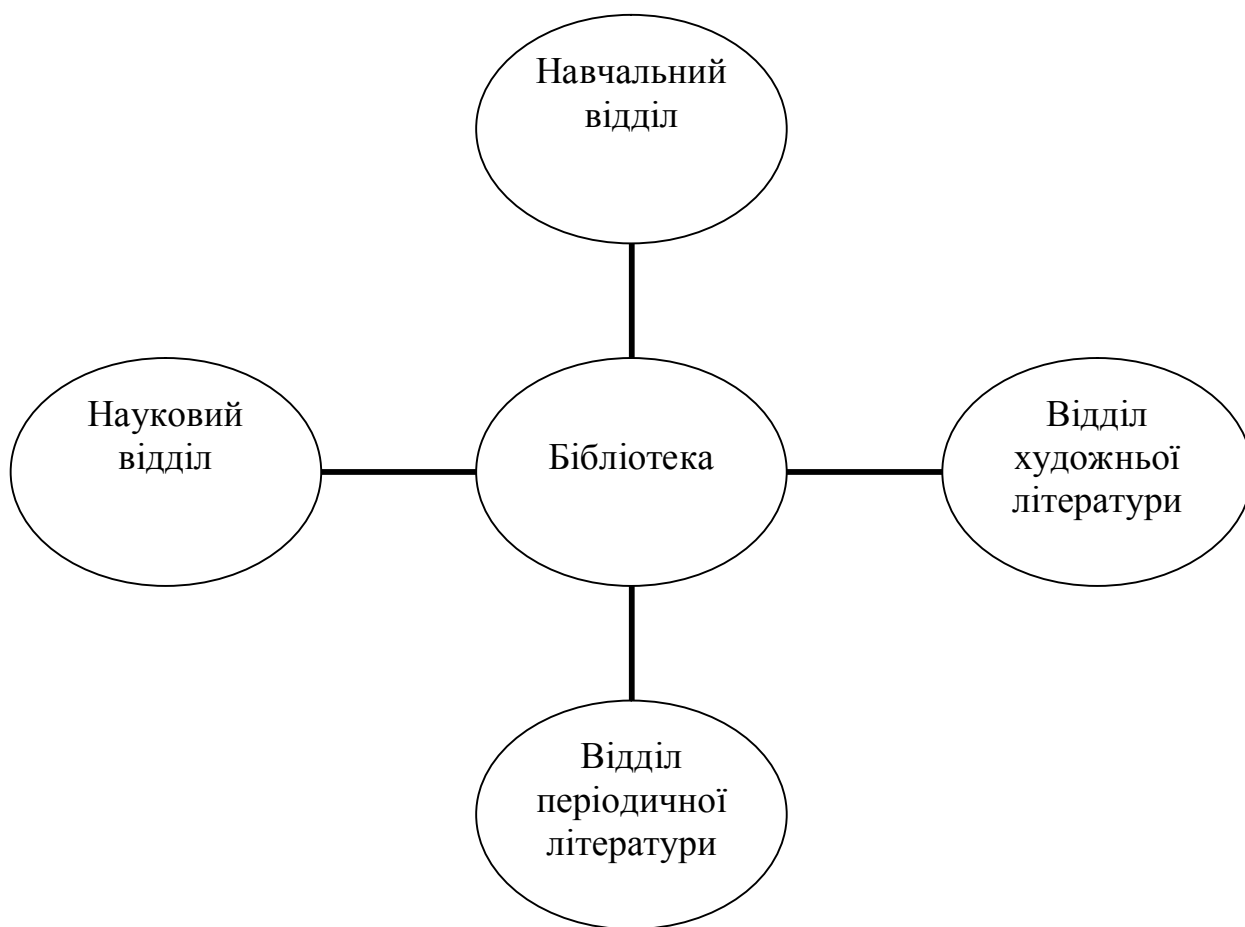 Навчальний
відділ
Науковий
відділ
Бібліотека
Відділ
художньої
літератури
Відділ
періодичної
літератури